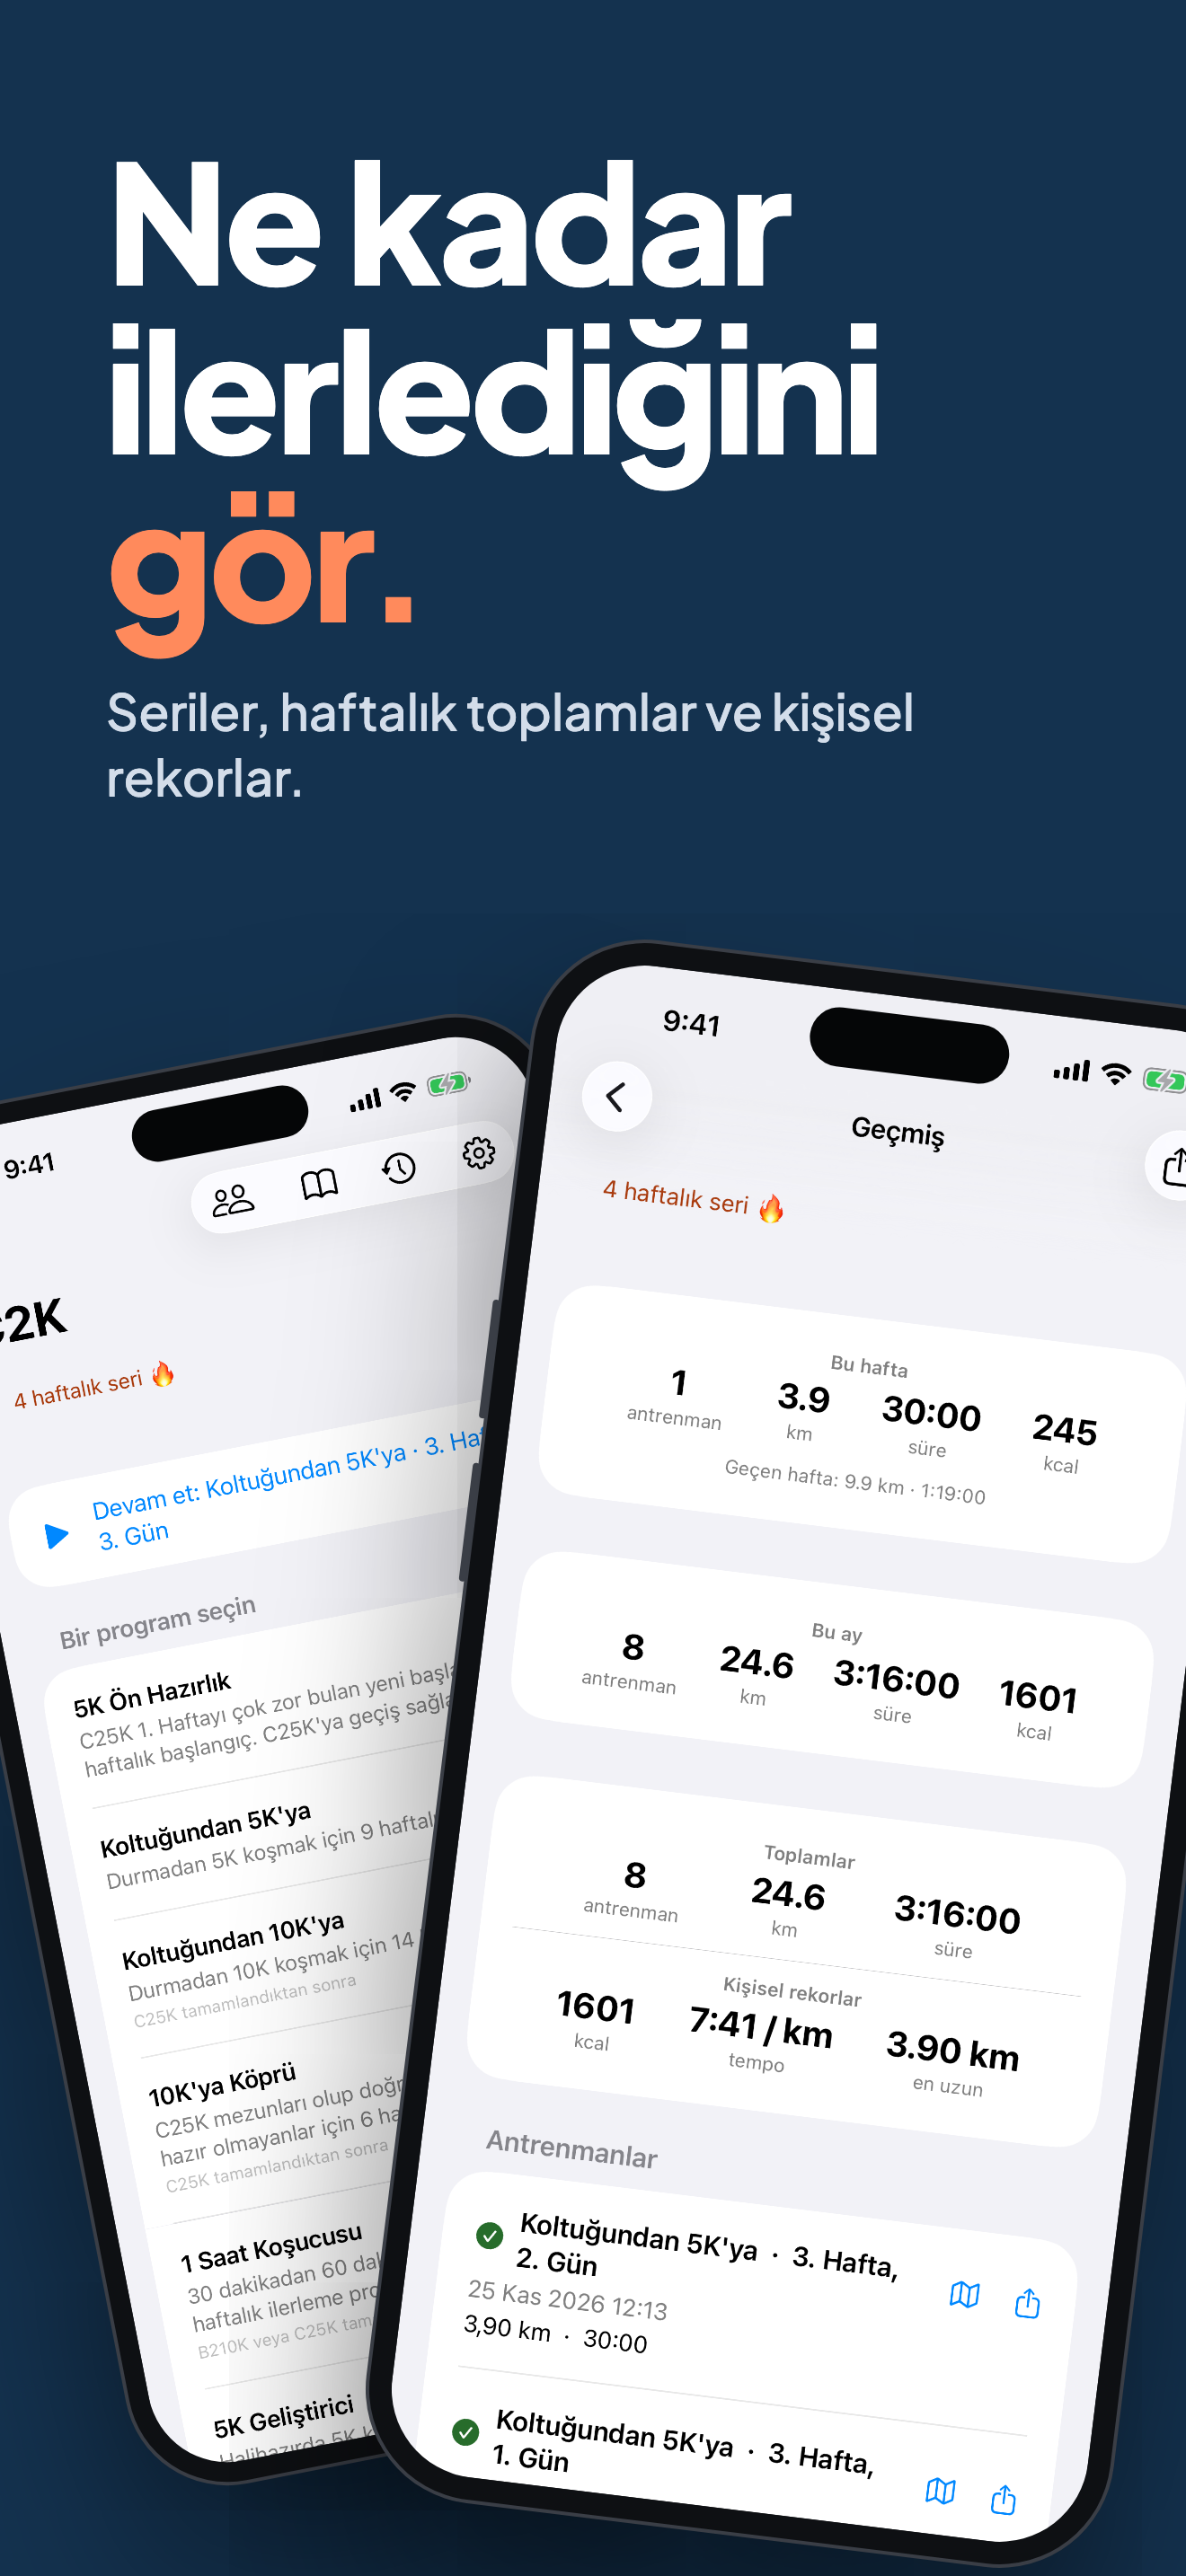 Ne kadar
ilerlediğini
gör.
Seriler, haftalık toplamlar ve kişisel
rekorlar.
9:41
2K
4 haftalık seri 🔥
Devam et: Koltuğundan 5K'ya · 3. Haf
3. Gün
Bir program seçin
5K Ön Hazırlık
C25K 1. Haftayı çok zor bulan yeni başla
haftalık başlangıç. C25K'ya geçiş sağla
Koltuğundan 5K'ya
Durmadan 5K koşmak için 9 haftalı
Koltuğundan 10K'ya
Durmadan 10K koşmak için 14
C25K tamamlandıktan sonra
10K'ya Köprü
C25K mezunları olup doğr
hazır olmayanlar için 6 ha
C25K tamamlandıktan sonra
1 Saat Koşucusu
30 dakikadan 60 dak
haftalık ilerleme pro
B210K veya C25K tam
5K Geliştirici
Halihazırda 5K k
9:41
Geçmiş
4 haftalık seri 🔥
Bu hafta
1 3.9 30:00 245
antrenman km süre kcal
Geçen hafta: 9.9 km · 1:19:00
Bu ay
8 24.6 3:16:00 1601
antrenman km süre kcal
Toplamlar
8 24.6 3:16:00
antrenman km süre
Kişisel rekorlar
1601 7:41 / km 3.90 km
kcal tempo en uzun
Antrenmanlar
Koltuğundan 5K'ya · 3. Hafta,
2. Gün
25 Kas 2026 12:13
3,90 km · 30:00
Koltuğundan 5K'ya · 3. Hafta,
1. Gün